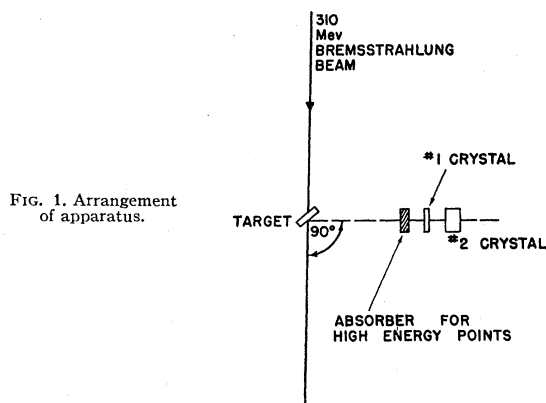 310
Mev
BREMSSTRAHLUNG
BEAM
#1 CRYSTAL
FIG. 1. Arrangement
of apparatus.
TARGET
90°
#2 CRYSTAL
ABSORBER FOR
HIGH ENERGY POINTS